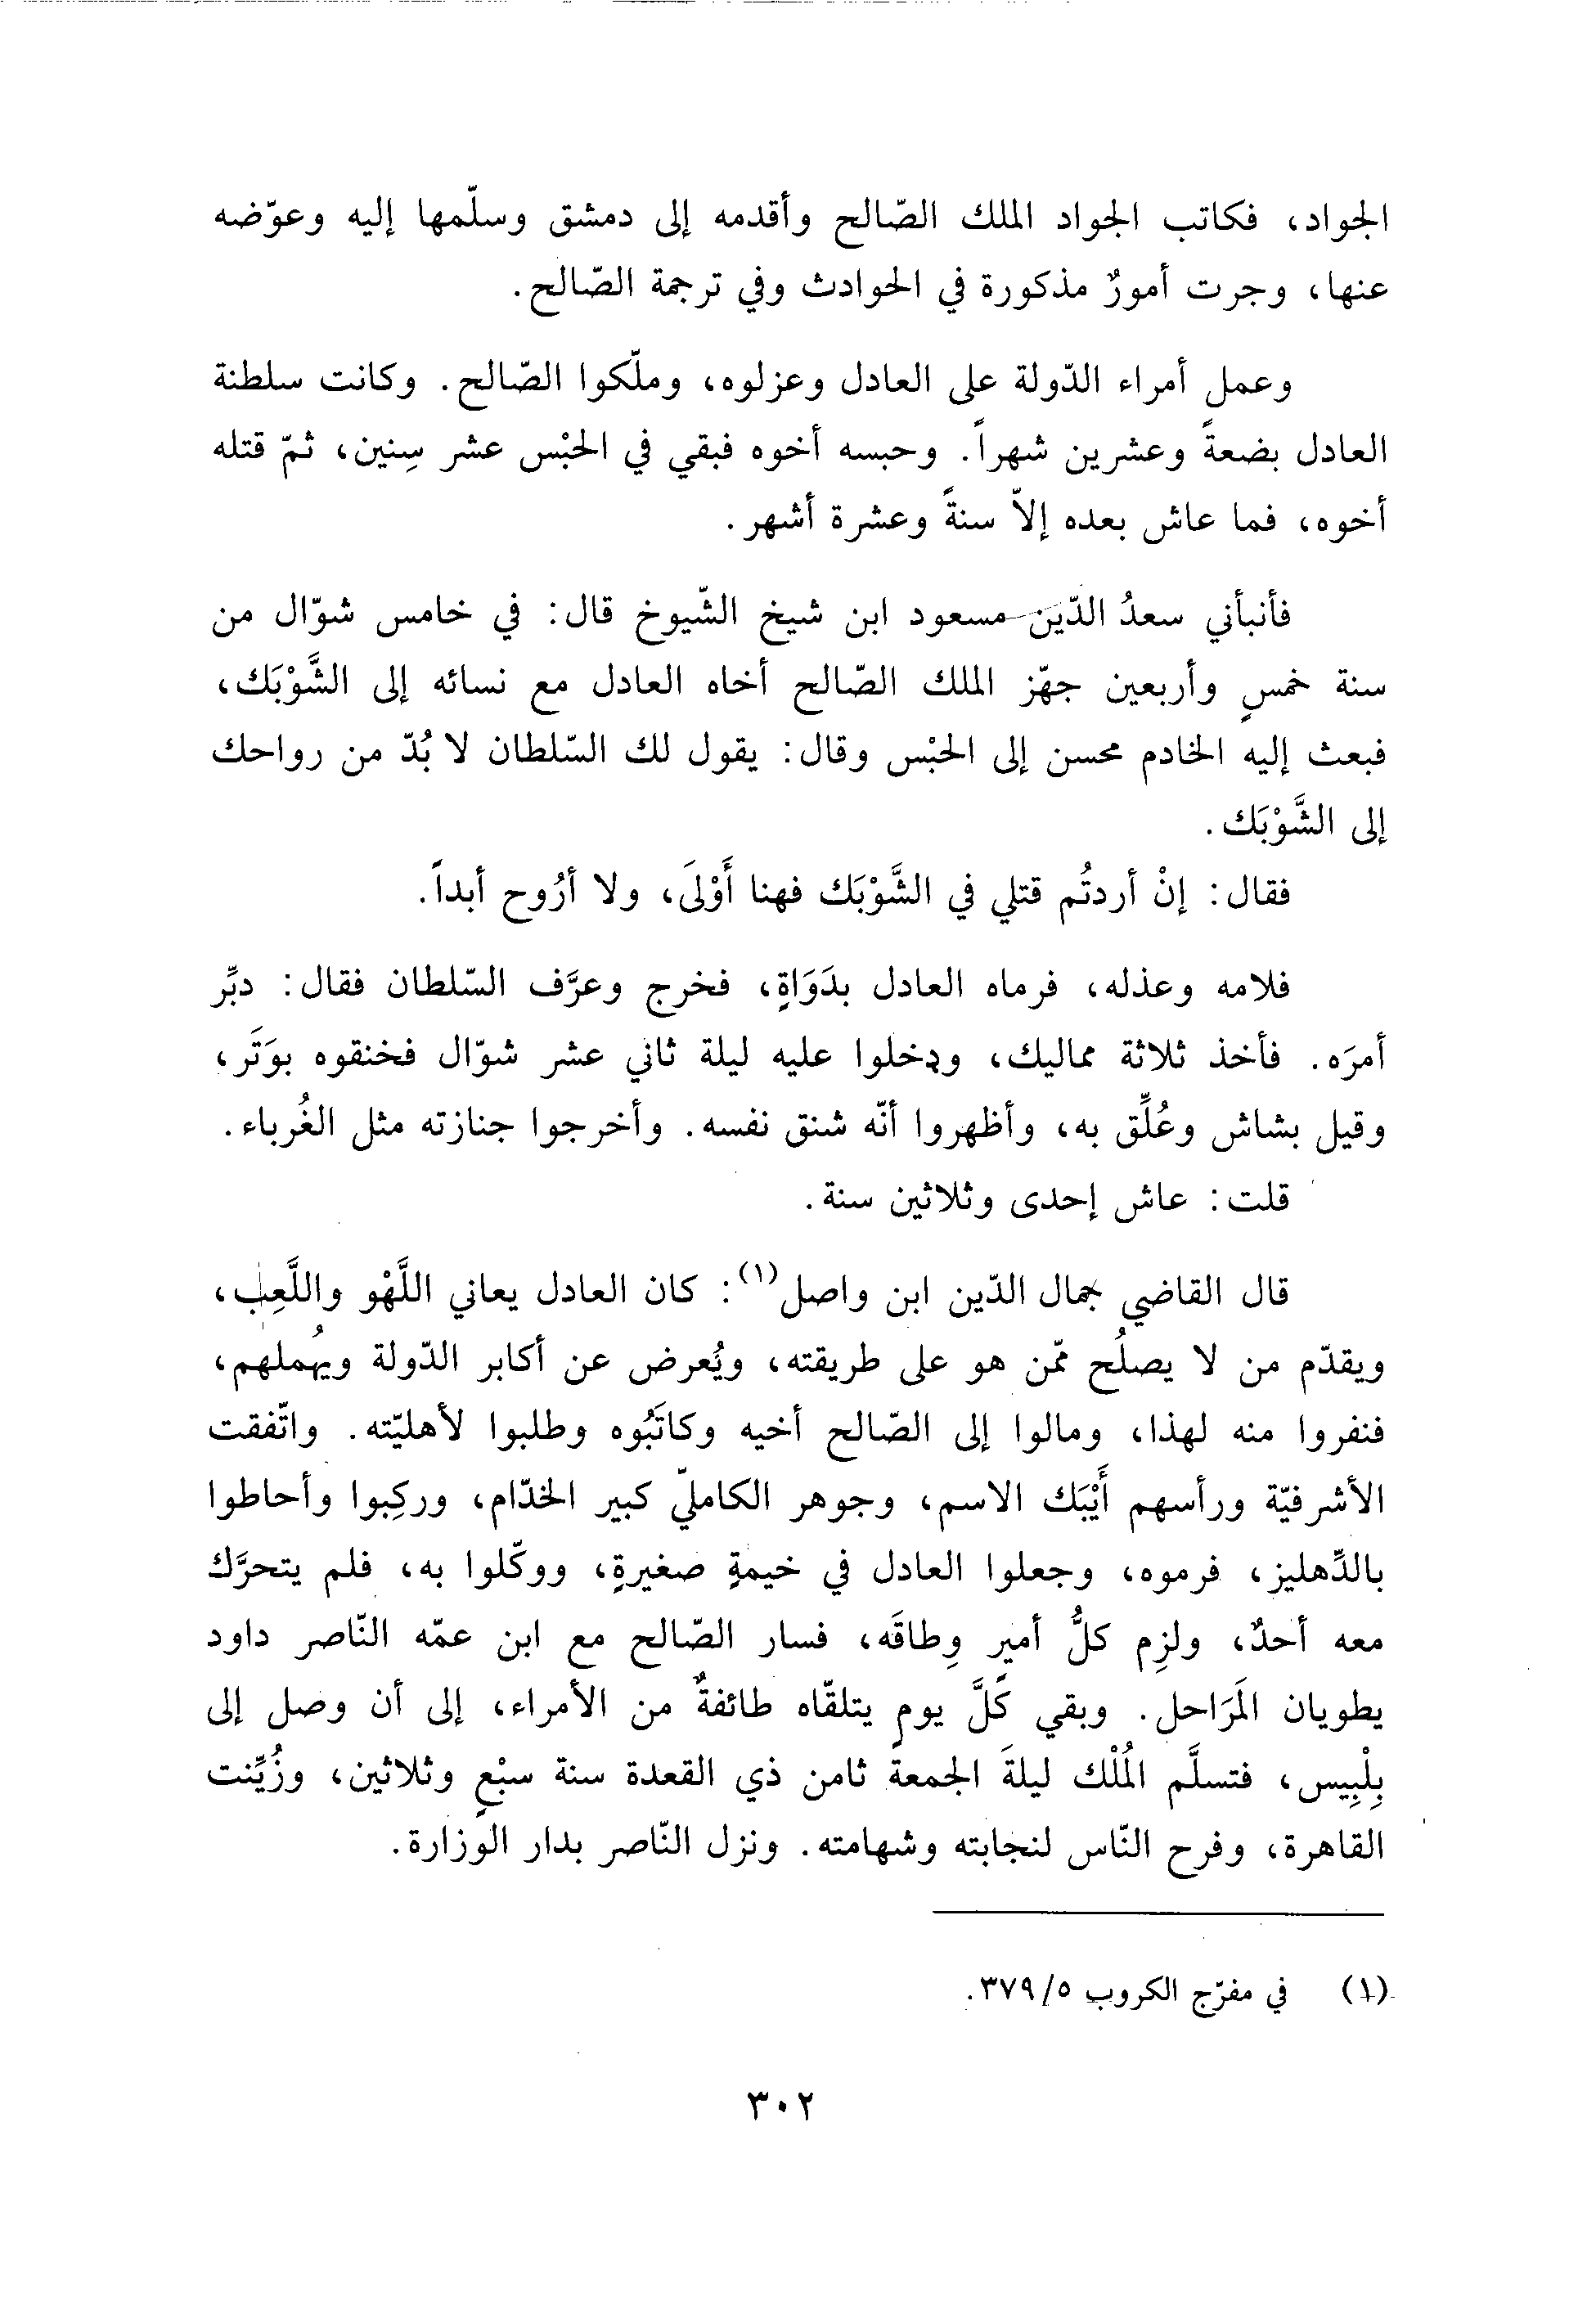 الجواد، فكاتب الجواد الملك الصّالح وأقدمه إلى دمشق وسلّمها إليه وعوّضه
عنها، وجرت أمورٌ مذكورة في الحوادث وفي ترجمة الصّالح.
وعمل أمراء الدّولة على العادل وعزلوه، وملّكوا الصّالح. وكانت سلطنة
العادل بضعةً وعشرين شهراً. وحبسه أخوه فبقي في الحبْس عشر سِنين، ثمّ قتله
أخوه، فما عاش بعده إلاّ سنةً وعشرة أشهر.
فأنبأني سعدُ الدّين مسعود ابن شيخ الشّيوخ قال: في خامس شوّال من
سنة خمسٍ وأربعين جهّز الملك الصّالح أخاه العادل مع نسائه إلى الشَّوْبَك،
فبعث إليه الخادم محسن إلى الحبْس وقال: يقول لك السّلطان لا بُدّ من رواحك
إلى الشَّوْبَك.
فقال: إنْ أردتُم قتلي في الشَّوْبَك فهنا أَوْلَى، ولا أرُوح أبداً.
فلامه وعذله، فرماه العادل بدَوَاةٍ، فخرج وعرَّف السّلطان فقال: دبِّر
أمرَه. فأخذ ثلاثة مماليك، ودخلوا عليه ليلة ثاني عشر شوّال فخنقوه بوَتَر،
وقيل بشاش وعُلِّق به، وأظهروا أنّه شنق نفسه. وأخرجوا جنازته مثل الغُرباء.
قلت: عاش إحدى وثلاثين سنة.
قال القاضي جمال الدّين ابن واصل(١): كان العادل يعاني اللَّهْو واللَّعِب،
ويقدّم من لا يصلُح ممّن هو على طريقته، ويُعرض عن أكابر الدّولة ويهُملهم،
فنفروا منه لهذا، ومالوا إلى الصّالح أخيه وكاتَبُوه وطلبوا لأهليّته. واتّفقت
الأشرفيّة ورأسهم أَيْبَك الاسم، وجوهر الكامليّ كبير الخدّام، وركِبوا وأحاطوا
بالدِّهليز، فرموه، وجعلوا العادل في خيمةٍ صغيرةٍ، ووكّلوا به، فلم يتحرَّك
معه أحدٌ، ولزِم كلُّ أميرٍ وِطاقَه، فسار الصّالح مع ابن عمّه النّاصر داود
يطويان المَرَاحل. وبقي كلَّ يومٍ يتلقّاه طائفةٌ من الأمراء، إلى أن وصل إلى
بِلْبِيس، فتسلَّم المُلْك ليلةَ الجمعة ثامن ذي القعدة سنة سبْعٍ وثلاثين، وزُيِّنت
القاهرة، وفرح النّاس لنجابته وشهامته. ونزل النّاصر بدار الوزارة.
(١) في مفرّج الكروب ٣٧٩/٥.
٣٠٢